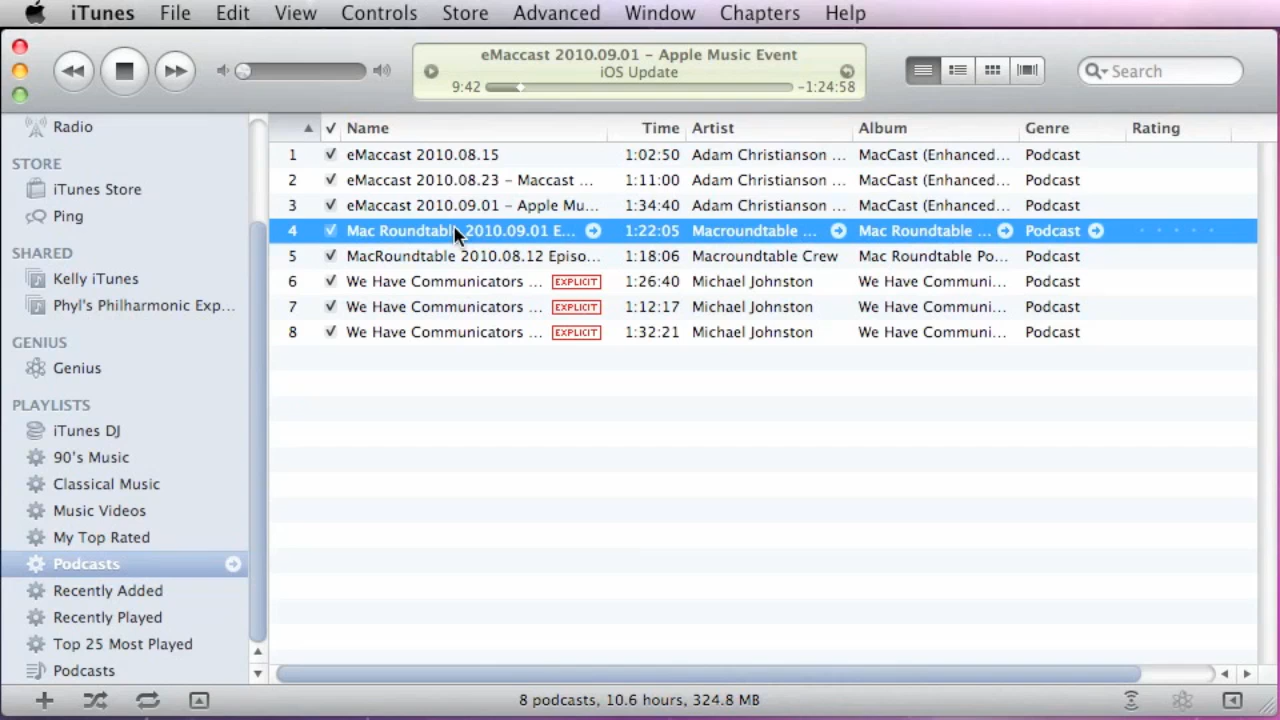 iTunes File Edit View Controls Store Advanced Window Chapters Help
eMaccast 2010.09.01 – Apple Music Event
iOS Update
9:42 -1:24:58
Search
Radio
STORE
iTunes Store
Ping
SHARED
Kelly iTunes
Phyl's Philharmonic Exp...
GENIUS
Genius
PLAYLISTS
iTunes DJ
90's Music
Classical Music
Music Videos
My Top Rated
Podcasts
Recently Added
Recently Played
Top 25 Most Played
Podcasts
Name Time Artist Album Genre Rating
1 eMaccast 2010.08.15 1:02:50 Adam Christianson ... MacCast (Enhanced... Podcast
2 eMaccast 2010.08.23 – Maccast ... 1:11:00 Adam Christianson ... MacCast (Enhanced... Podcast
3 eMaccast 2010.09.01 – Apple Mu... 1:34:40 Adam Christianson ... MacCast (Enhanced... Podcast
4 Mac Roundtable 2010.09.01 E... 1:22:05 Macroundtable ... Mac Roundtable ... Podcast
5 MacRoundtable 2010.08.12 Episo... 1:18:06 Macroundtable Crew Mac Roundtable Po... Podcast
6 We Have Communicators ... EXPLICIT 1:26:40 Michael Johnston We Have Communi... Podcast
7 We Have Communicators ... EXPLICIT 1:12:17 Michael Johnston We Have Communi... Podcast
8 We Have Communicators ... EXPLICIT 1:32:21 Michael Johnston We Have Communi... Podcast
8 podcasts, 10.6 hours, 324.8 MB